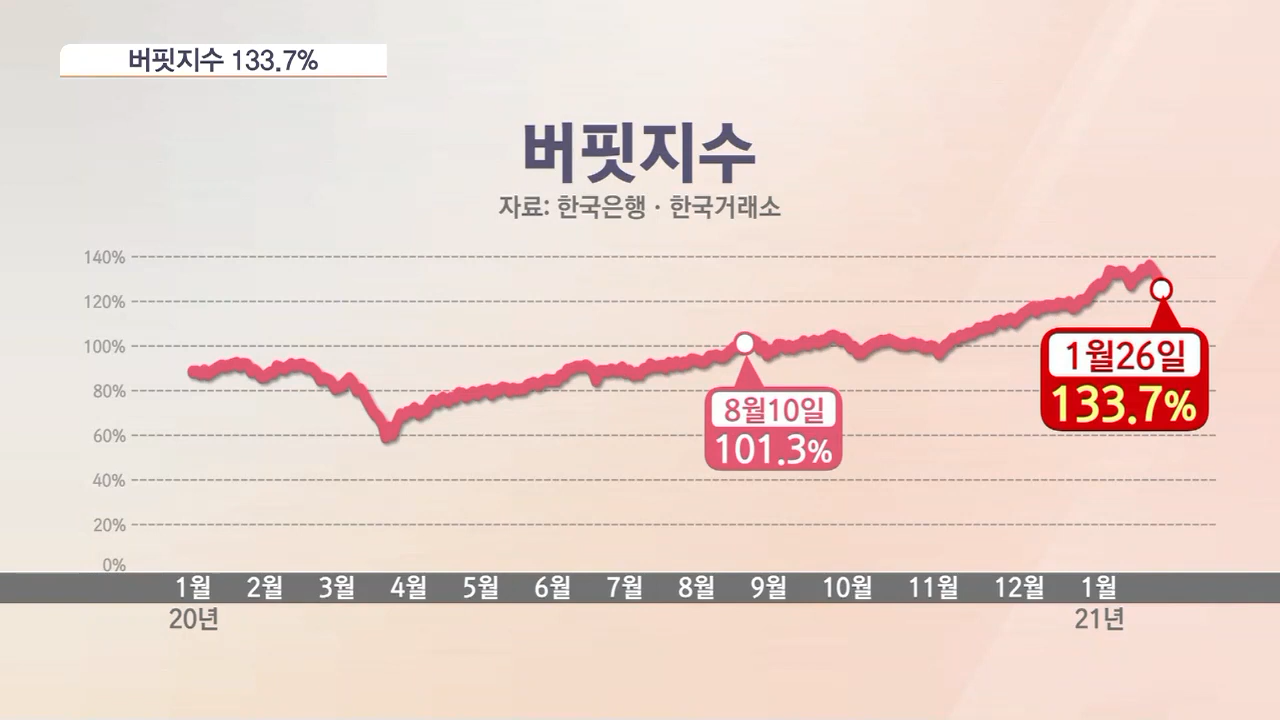 버핏지수 133.7%
버핏지수
자료: 한국은행 · 한국거래소
140%
120%
100%
80%
60%
40%
20%
0%
8월10일
101.3%
1월26일
133.7%
1월 2월 3월 4월 5월 6월 7월 8월 9월 10월 11월 12월 1월
20년 21년